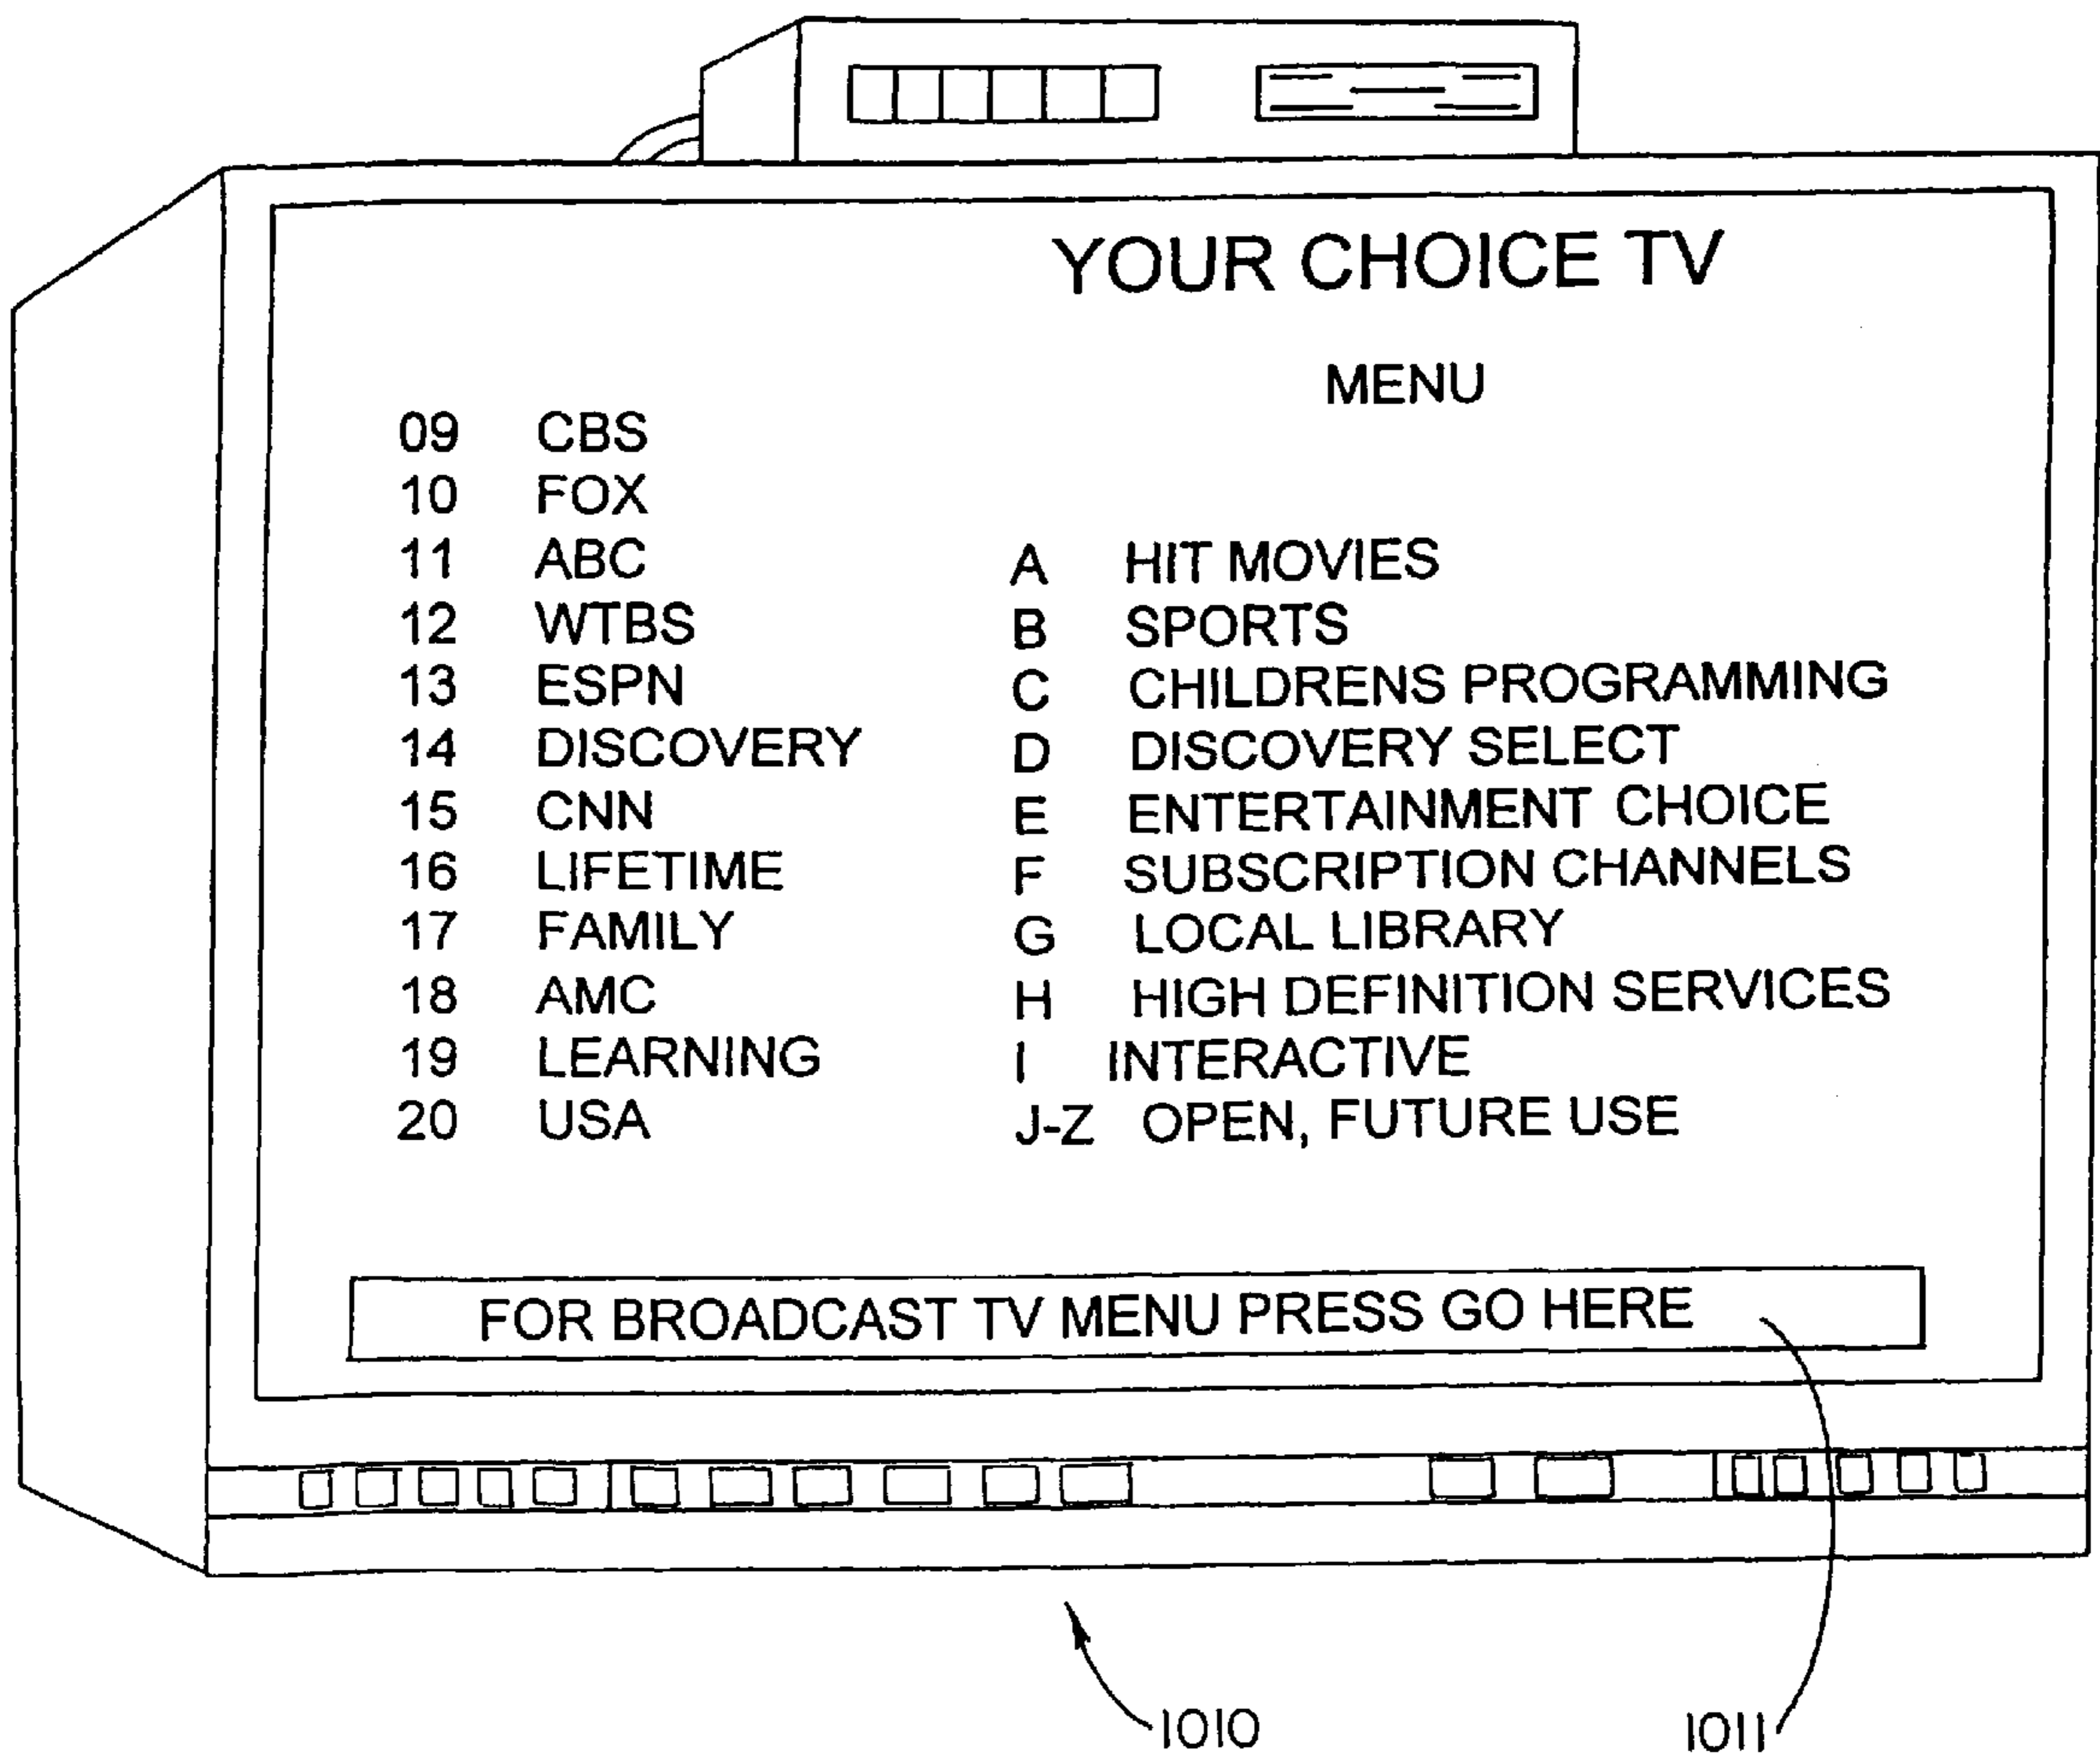 YOUR CHOICE TV
MENU
09 CBS
10 FOX
11 ABC
12 WTBS
13 ESPN
14 DISCOVERY
15 CNN
16 LIFETIME
17 FAMILY
18 AMC
19 LEARNING
20 USA
A HIT MOVIES
B SPORTS
C CHILDRENS PROGRAMMING
D DISCOVERY SELECT
E ENTERTAINMENT CHOICE
F SUBSCRIPTION CHANNELS
G LOCAL LIBRARY
H HIGH DEFINITION SERVICES
I INTERACTIVE
J-Z OPEN, FUTURE USE
FOR BROADCAST TV MENU PRESS GO HERE
1010
1011